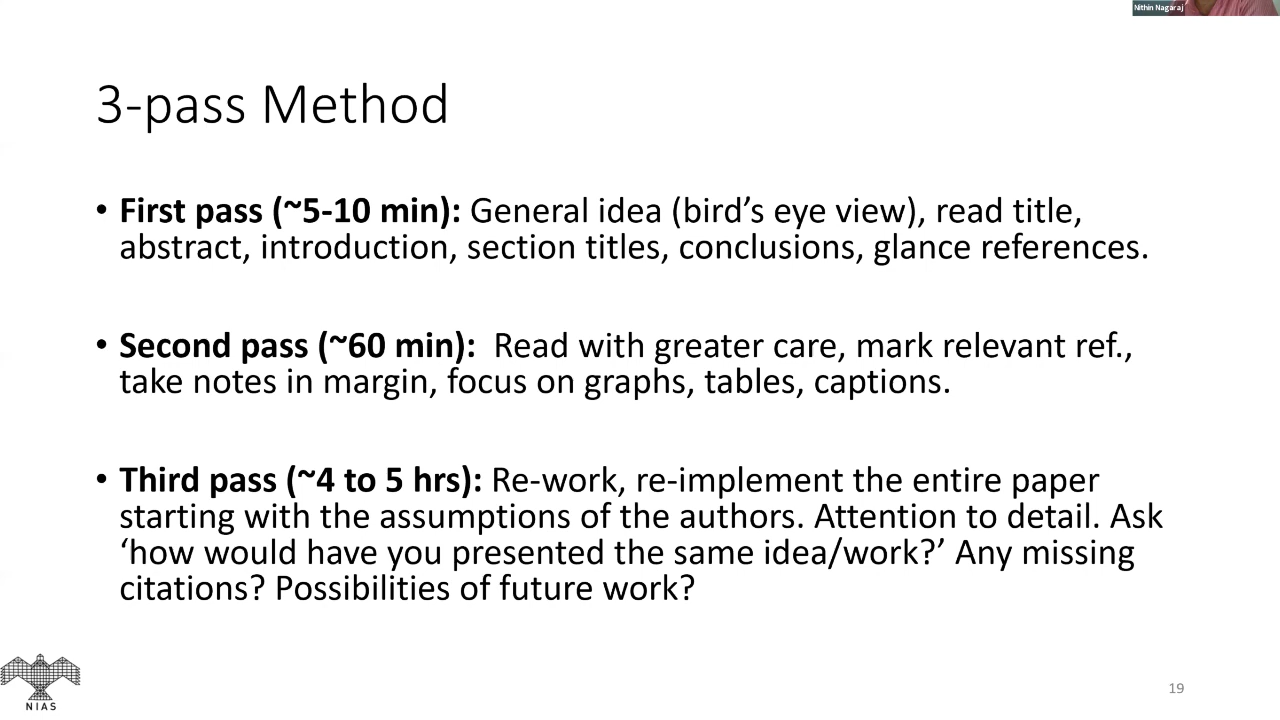 Nithin Nagaraj
3-pass Method
• First pass (~5-10 min): General idea (bird’s eye view), read title,
abstract, introduction, section titles, conclusions, glance references.
• Second pass (~60 min):  Read with greater care, mark relevant ref.,
take notes in margin, focus on graphs, tables, captions.
• Third pass (~4 to 5 hrs): Re-work, re-implement the entire paper
starting with the assumptions of the authors. Attention to detail. Ask
‘how would have you presented the same idea/work?’ Any missing
citations? Possibilities of future work?
NIAS
19